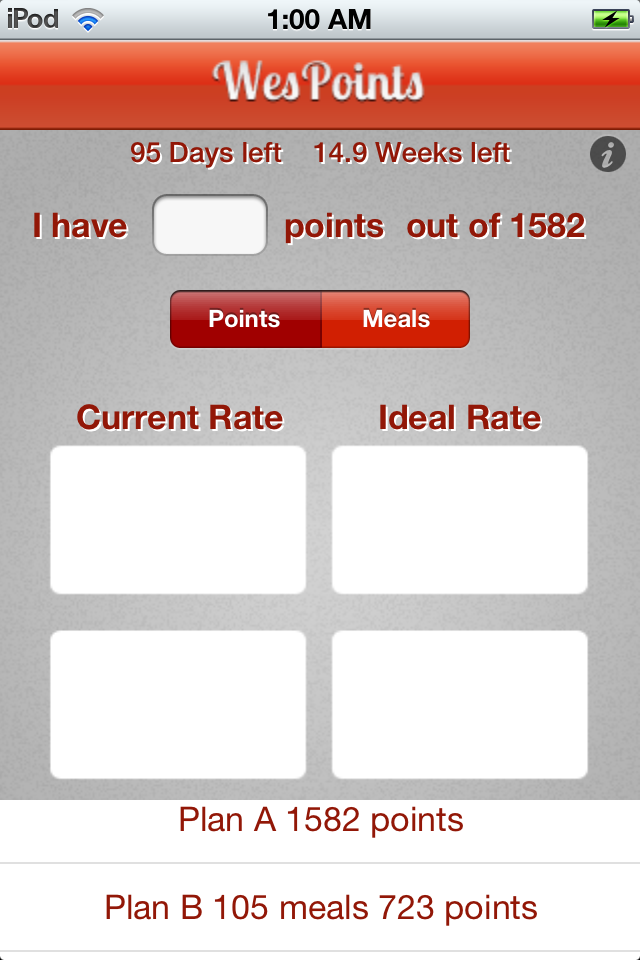 iPod 1:00 AM
WesPoints
95 Days left 14.9 Weeks left i
I have points out of 1582
Points Meals
Current Rate Ideal Rate
Plan A 1582 points
Plan B 105 meals 723 points